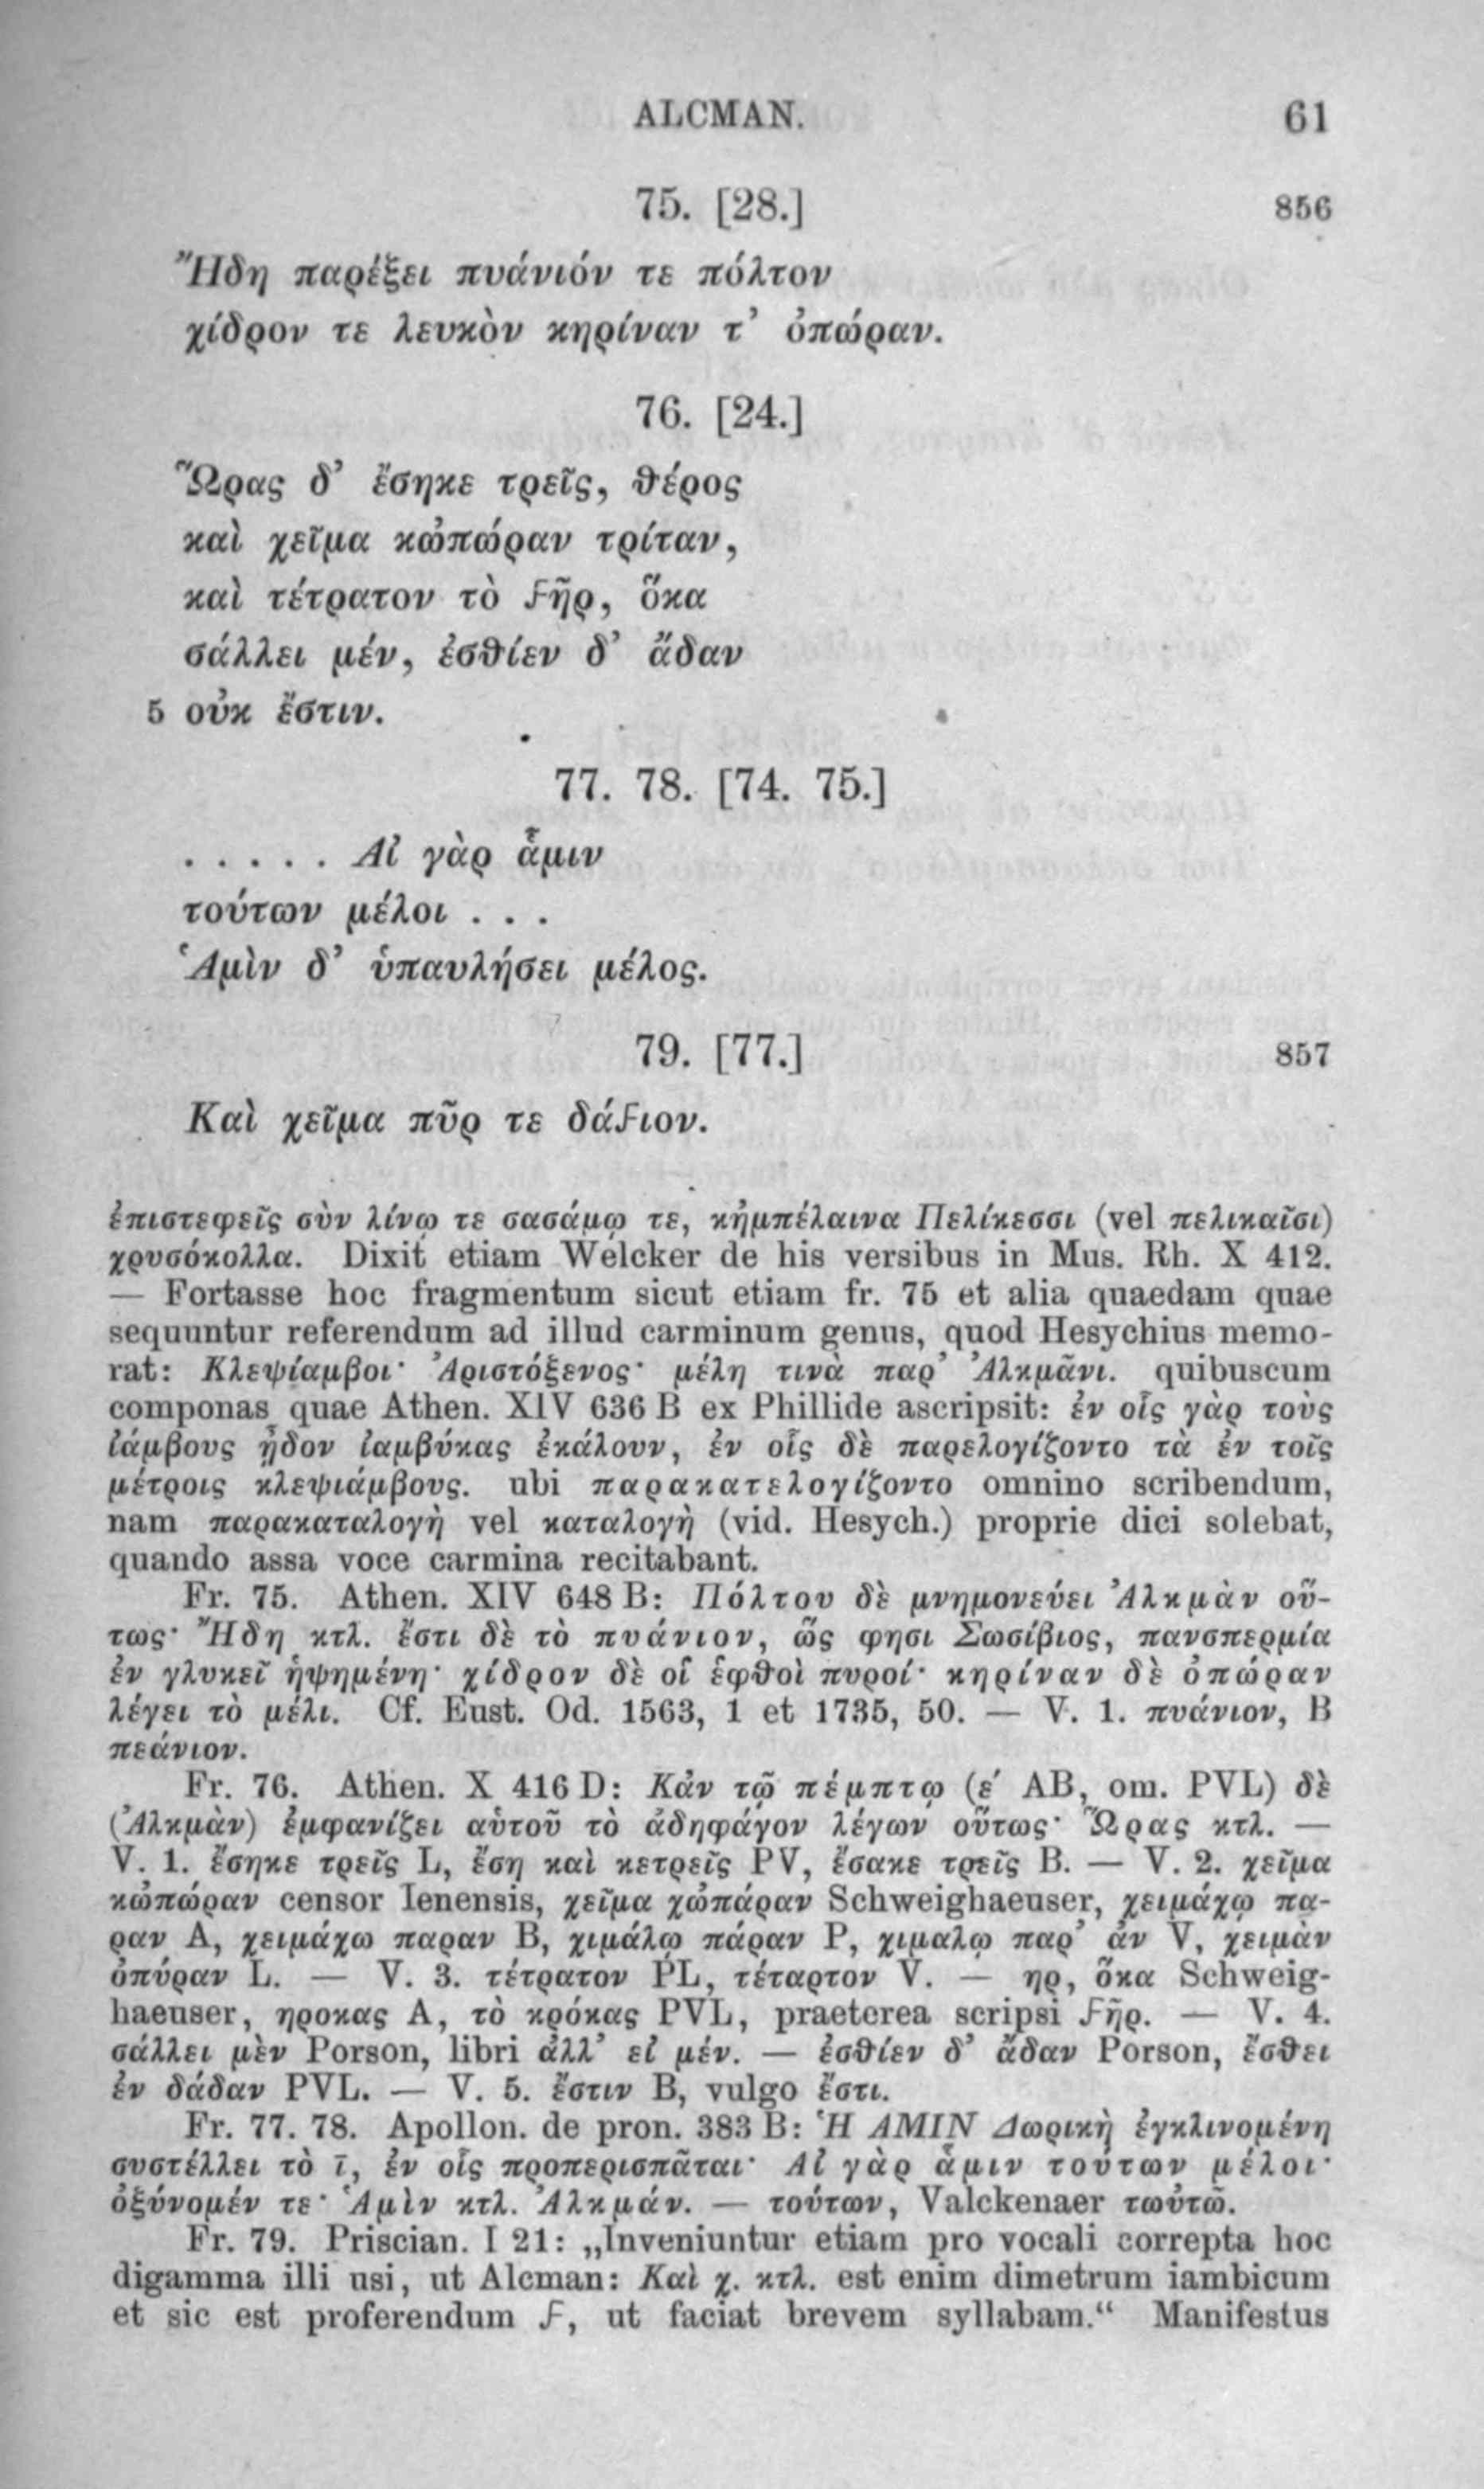 ALCMAN. 61
75. [28.] 856
Ἤδη παρέξει πυάνιόν τε πόλτον
χίδρον τε λευκὸν κηρίναν τ’ ὀπώραν.
76. [24.]
Ὥρας δ’ ἔσηκε τρεῖς, θέρος
καὶ χεῖμα κὠπώραν τρίταν,
καὶ τέτρατον τὸ ϝῆρ, ὅκα
σάλλει μέν, ἐσθίεν δ’ ἄδαν
5 οὐκ ἔστιν.
77. 78. [74. 75.]
. . . . . Αἰ γὰρ ἇμιν
τούτων μέλοι . . .
Ἁμὶν δ’ ὑπαυλήσει μέλος.
79. [77.] 857
Καὶ χεῖμα πῦρ τε δάϝιον.
ἐπιστεφεῖς σὺν λίνῳ τε σασάμῳ τε, κἠμπέλαινα Πελίκεσσι (vel πελικαῖσι)
χρυσόκολλα. Dixit etiam Welcker de his versibus in Mus. Rh. X 412.
— Fortasse hoc fragmentum sicut etiam fr. 75 et alia quaedam quae
sequuntur referendum ad illud carminum genus, quod Hesychius memo-
rat: Κλεψίαμβοι· Ἀριστόξενος· μέλη τινὰ παρ’ Ἀλκμᾶνι. quibuscum
componas quae Athen. XIV 636 B ex Phillide ascripsit: ἐν οἷς γὰρ τοὺς
ἰάμβους ᾖδον ἰαμβύκας ἐκάλουν, ἐν οἷς δὲ παρελογίζοντο τὰ ἐν τοῖς
μέτροις κλεψιάμβους. ubi παρακατελογίζοντο omnino scribendum,
nam παρακαταλογὴ vel καταλογὴ (vid. Hesych.) proprie dici solebat,
quando assa voce carmina recitabant.
Fr. 75. Athen. XIV 648 B: Πόλτου δὲ μνημονεύει Ἀλκμὰν οὕ-
τως· Ἤδη κτλ. ἔστι δὲ τὸ πυάνιον, ὥς φησι Σωσίβιος, πανσπερμία
ἐν γλυκεῖ ἡψημένη· χίδρον δὲ οἱ ἑφθοὶ πυροί· κηρίναν δὲ ὀπώραν
λέγει τὸ μέλι. Cf. Eust. Od. 1563, 1 et 1735, 50. — V. 1. πυάνιον, B
πεάνιον.
Fr. 76. Athen. X 416 D: Κἀν τῷ πέμπτῳ (ε′ AB, om. PVL) δὲ
(Ἀλκμὰν) ἐμφανίζει αὑτοῦ τὸ ἀδηφάγον λέγων οὕτως· Ὥρας κτλ. —
V. 1. ἔσηκε τρεῖς L, ἔση καὶ κετρεῖς PV, ἔσακε τρεῖς B. — V. 2. χεῖμα
κὠπώραν censor Ienensis, χεῖμα χὠπάραν Schweighaeuser, χειμάχῳ πα-
ραν A, χειμάχω παραν B, χιμάλῳ πάραν P, χιμαλῳ παρ’ ἀν V, χειμὰν
ὀπύραν L. — V. 3. τέτρατον PL, τέταρτον V. — ηρ, ὅκα Schweig-
haeuser, ηροκας A, τὸ κρόκας PVL, praeterea scripsi ϝῆρ. — V. 4.
σάλλει μὲν Porson, libri ἀλλ’ εἰ μέν. — ἐσθίεν δ’ ἄδαν Porson, ἔσθει
ἐν δάδαν PVL. — V. 5. ἔστιν B, vulgo ἔστι.
Fr. 77. 78. Apollon. de pron. 383 B: Ἡ ΑΜΙΝ Δωρικὴ ἐγκλινομένη
συστέλλει τὸ ῑ, ἐν οἷς προπερισπᾶται· Αἰ γὰρ ἇμιν τούτων μέλοι·
ὀξύνομέν τε· Ἁμὶν κτλ. Ἀλκμάν. — τούτων, Valckenaer τωὐτῶ.
Fr. 79. Priscian. I 21: „Inveniuntur etiam pro vocali correpta hoc
digamma illi usi, ut Alcman: Καὶ χ. κτλ. est enim dimetrum iambicum
et sic est proferendum ϝ, ut faciat brevem syllabam.“ Manifestus